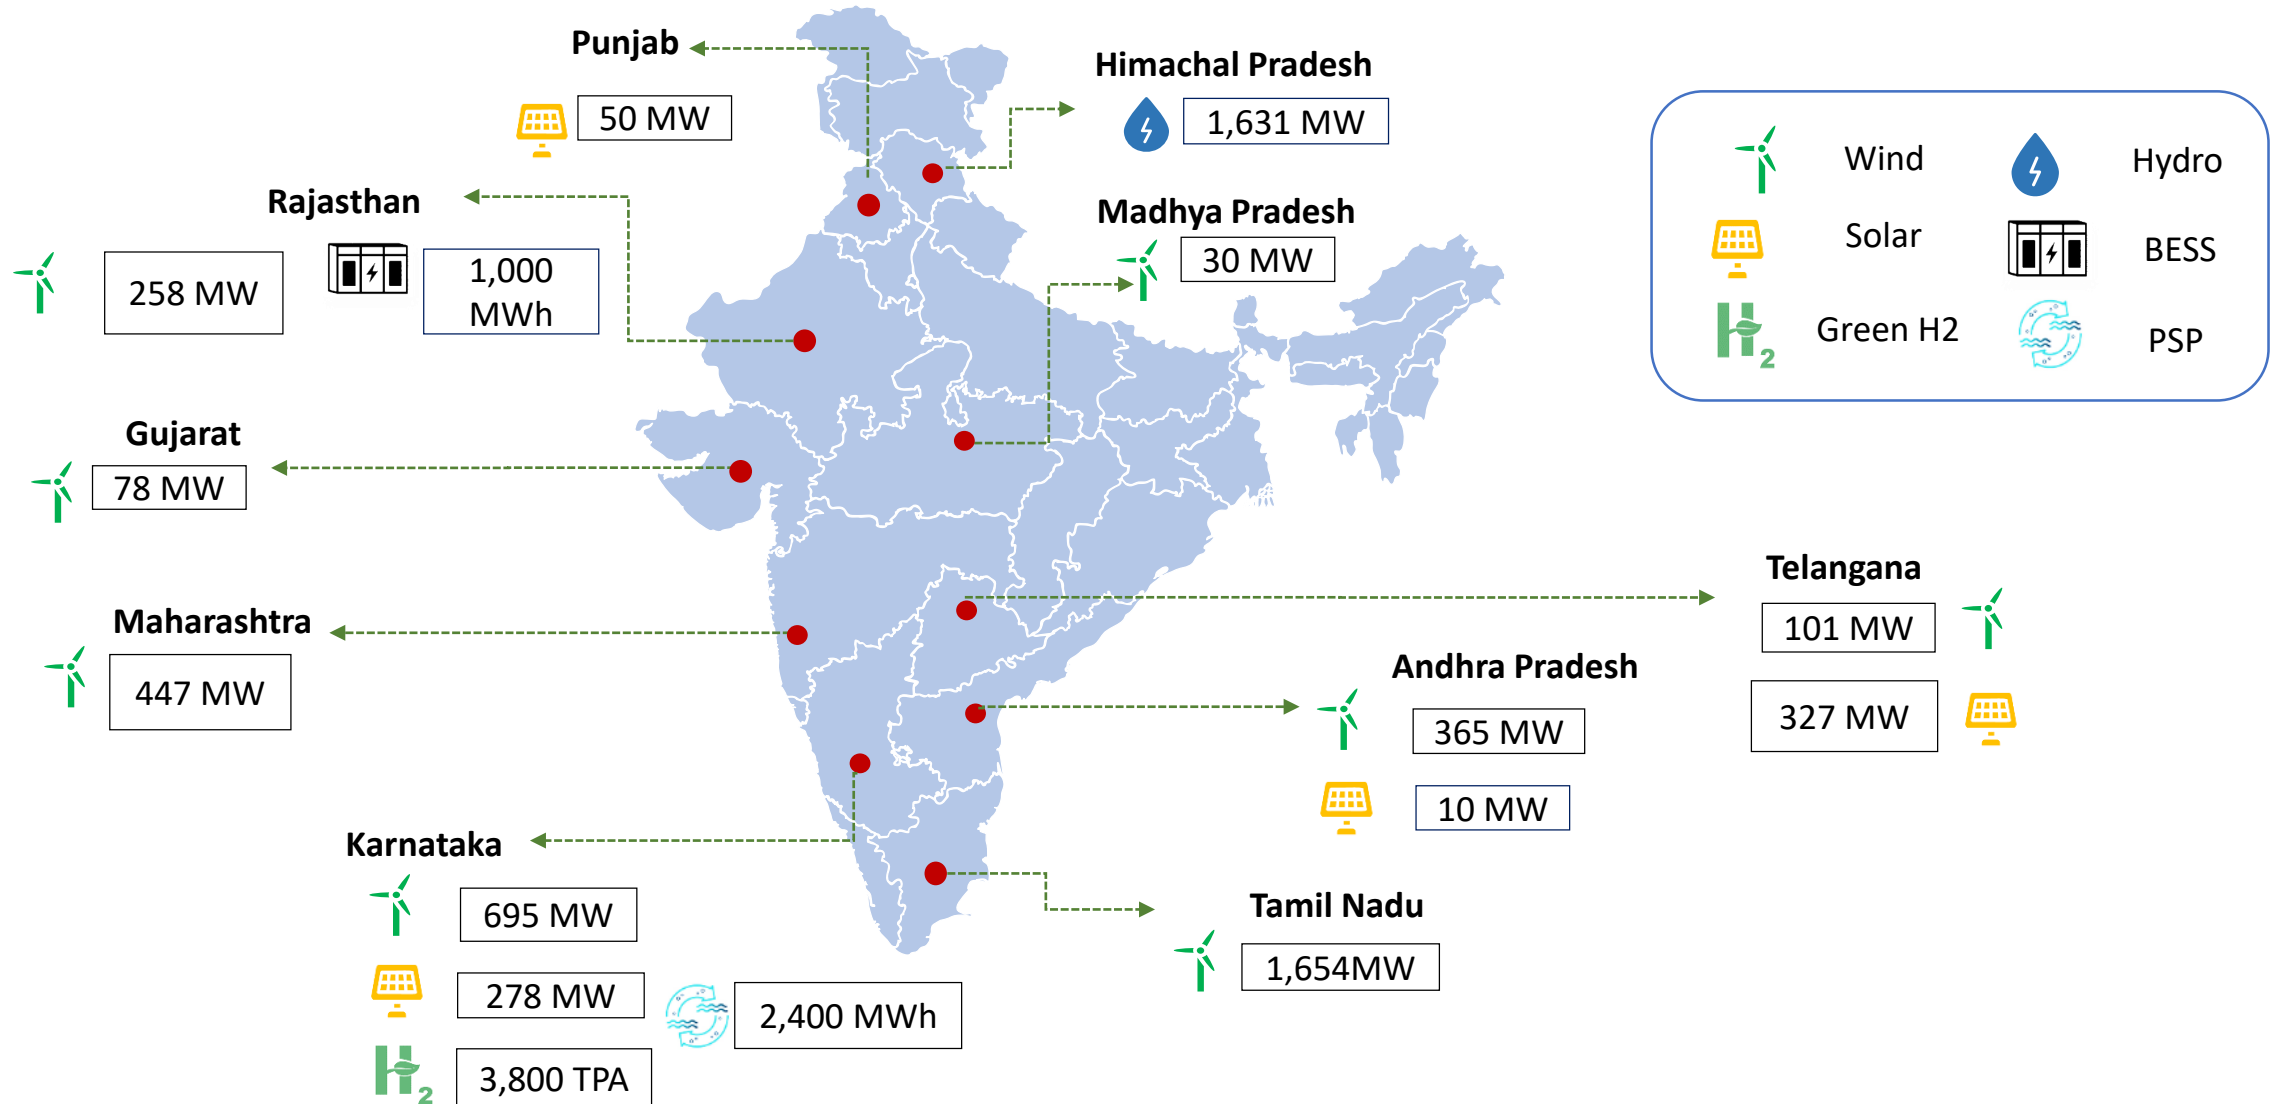 Punjab
50 MW
Himachal Pradesh
1,631 MW
Wind
Hydro
Solar
BESS
Green H2
PSP
H2
Rajasthan
258 MW
1,000
MWh
Madhya Pradesh
30 MW
Gujarat
78 MW
Maharashtra
447 MW
Telangana
101 MW
327 MW
Andhra Pradesh
365 MW
10 MW
Karnataka
695 MW
278 MW
2,400 MWh
H2
3,800 TPA
Tamil Nadu
1,654MW